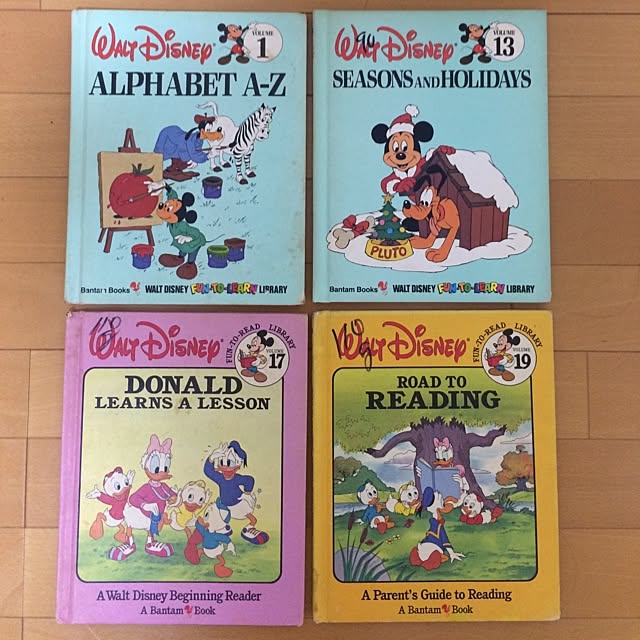 WALT DISNEY
VOLUME
1
ALPHABET A-Z
Bantam Books WALT DISNEY FUN-TO-LEARN LIBRARY
WALT DISNEY
VOLUME
13
SEASONS AND HOLIDAYS
PLUTO
Bantam Books WALT DISNEY FUN-TO-LEARN LIBRARY
WALT DISNEY
FUN-TO-READ LIBRARY
VOLUME
17
DONALD
LEARNS A LESSON
A Walt Disney Beginning Reader
A Bantam Book
WALT DISNEY
FUN-TO-READ LIBRARY
VOLUME
19
ROAD TO
READING
A Parent's Guide to Reading
A Bantam Book